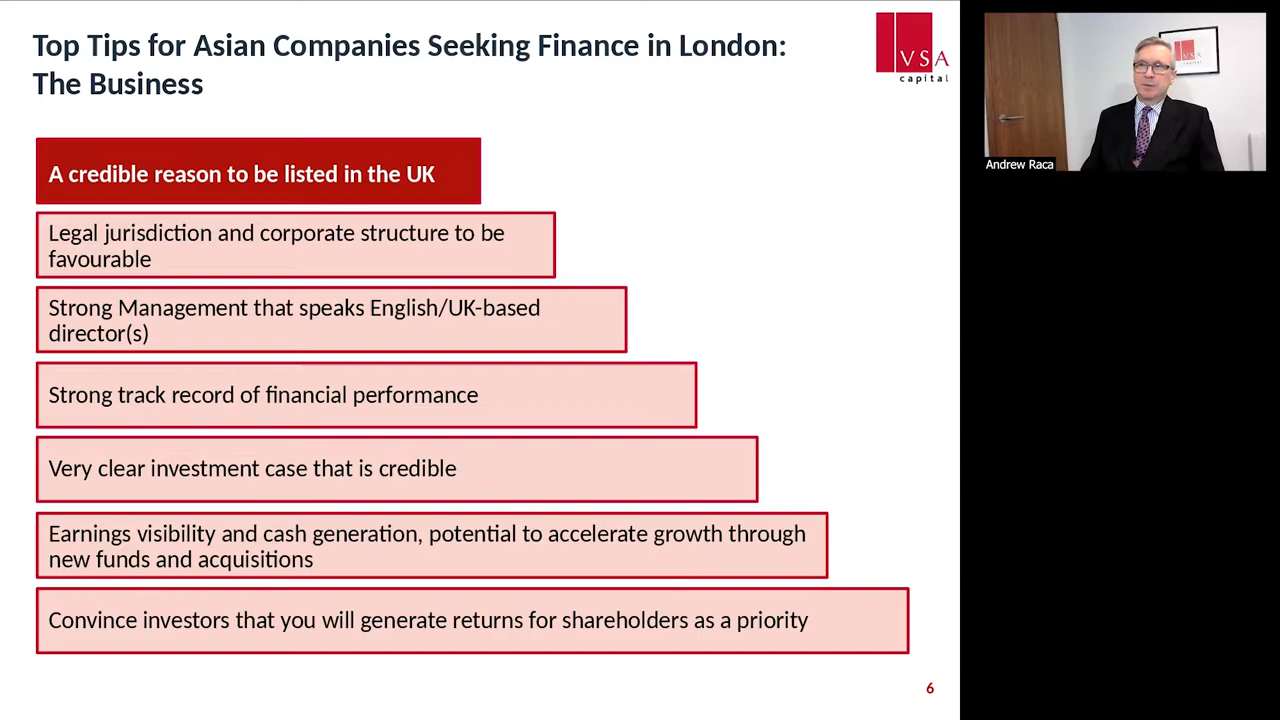 Top Tips for Asian Companies Seeking Finance in London:
The Business
VSA
capital
A credible reason to be listed in the UK
Legal jurisdiction and corporate structure to be
favourable
Strong Management that speaks English/UK-based
director(s)
Strong track record of financial performance
Very clear investment case that is credible
Earnings visibility and cash generation, potential to accelerate growth through
new funds and acquisitions
Convince investors that you will generate returns for shareholders as a priority
6
VSA
Andrew Raca